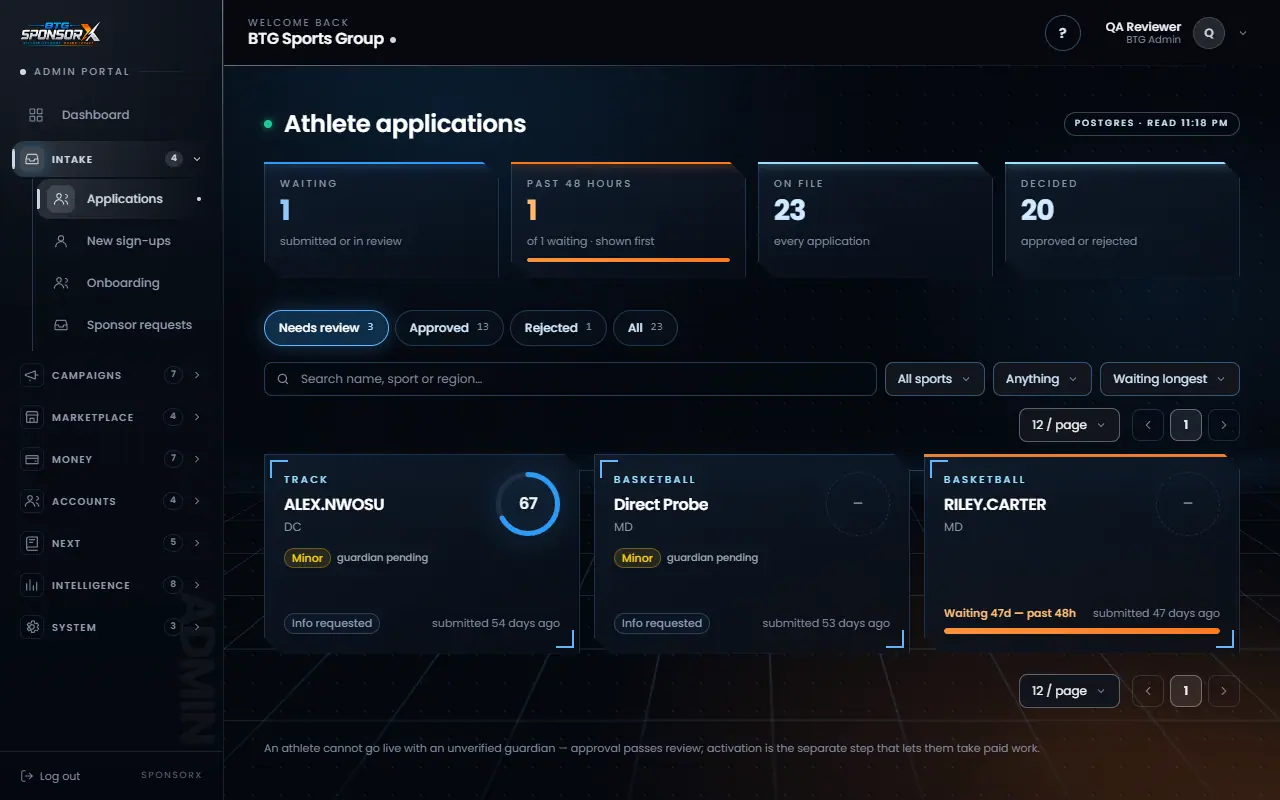 BTG
SPONSORX
ADMIN PORTAL
Dashboard
INTAKE 4
Applications
New sign-ups
Onboarding
Sponsor requests
CAMPAIGNS 7
MARKETPLACE 4
MONEY 7
ACCOUNTS 4
NEXT 5
INTELLIGENCE 8
SYSTEM 3
ADMIN
Log out SPONSORX
WELCOME BACK
BTG Sports Group
?
QA Reviewer
BTG Admin
Q
Athlete applications
POSTGRES · READ 11:18 PM
WAITING
1
submitted or in review
PAST 48 HOURS
1
of 1 waiting · shown first
ON FILE
23
every application
DECIDED
20
approved or rejected
Needs review 3 Approved 13 Rejected 1 All 23
Search name, sport or region… All sports Anything Waiting longest
12 / page 1
TRACK
ALEX.NWOSU
DC
67
Minor guardian pending
Info requested submitted 54 days ago
BASKETBALL
Direct Probe
MD
–
Minor guardian pending
Info requested submitted 53 days ago
BASKETBALL
RILEY.CARTER
MD
–
Waiting 47d — past 48h submitted 47 days ago
12 / page 1
An athlete cannot go live with an unverified guardian — approval passes review; activation is the separate step that lets them take paid work.